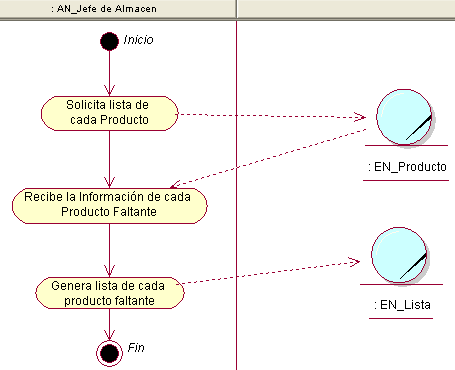 : AN_Jefe de Almacen
Inicio
Solicita lista de
cada Producto
: EN_Producto
Recibe la Información de cada
Producto Faltante
Genera lista de cada
producto faltante
: EN_Lista
Fin